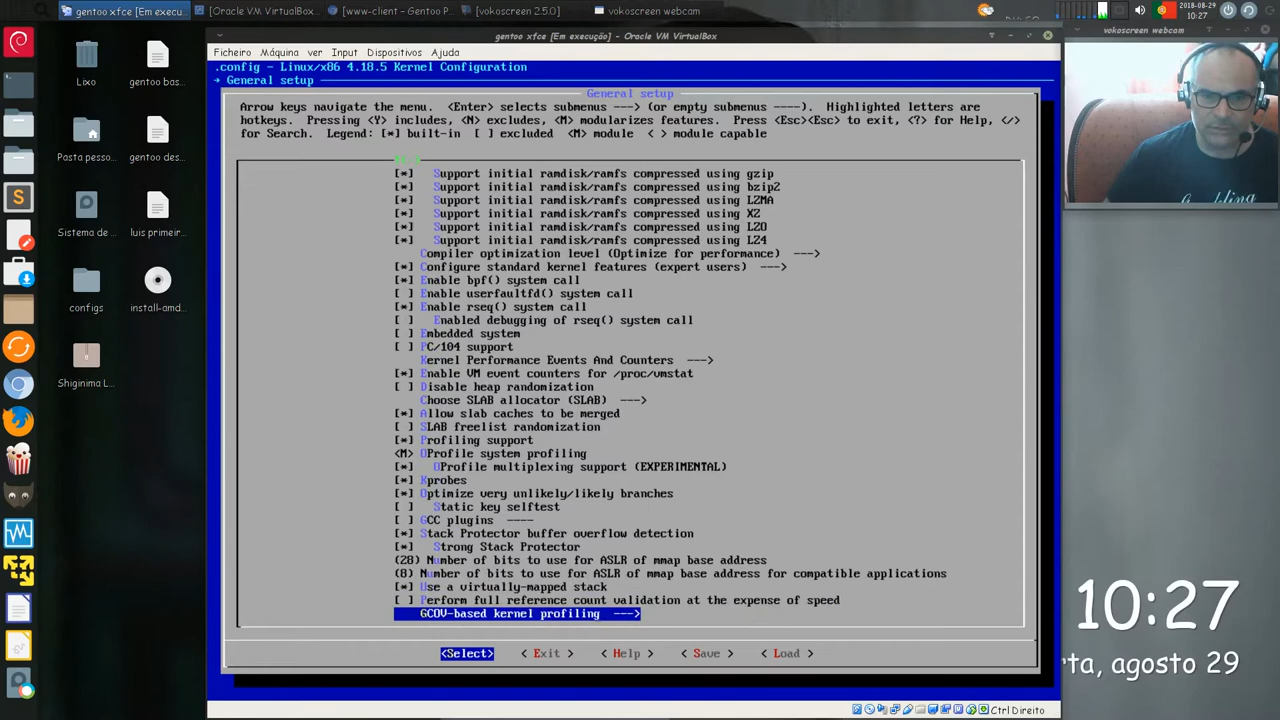 gentoo xfce [Em execu...
[Oracle VM VirtualBox]
[www-client – Gentoo P...
[vokoscreen 2.5.0]
vokoscreen webcam
2018-08-29
10:27
gentoo xfce [Em execução] - Oracle VM VirtualBox
vokoscreen webcam
Ficheiro Máquina ver Input Dispositivos Ajuda
.config - Linux/x86 4.18.5 Kernel Configuration
→ General setup
General setup
Arrow keys navigate the menu. <Enter> selects submenus ---> (or empty submenus ----). Highlighted letters are
hotkeys. Pressing <Y> includes, <N> excludes, <M> modularizes features. Press <Esc><Esc> to exit, <?> for Help, </>
for Search. Legend: [*] built-in [ ] excluded <M> module < > module capable
[*] Support initial ramdisk/ramfs compressed using gzip
[*] Support initial ramdisk/ramfs compressed using bzip2
[*] Support initial ramdisk/ramfs compressed using LZMA
[*] Support initial ramdisk/ramfs compressed using XZ
[*] Support initial ramdisk/ramfs compressed using LZO
[*] Support initial ramdisk/ramfs compressed using LZ4
Compiler optimization level (Optimize for performance) --->
[*] Configure standard kernel features (expert users) --->
[*] Enable bpf() system call
[ ] Enable userfaultfd() system call
[*] Enable rseq() system call
[ ] Enabled debugging of rseq() system call
[ ] Embedded system
[ ] PC/104 support
Kernel Performance Events And Counters --->
[*] Enable VM event counters for /proc/vmstat
[ ] Disable heap randomization
Choose SLAB allocator (SLAB) --->
[*] Allow slab caches to be merged
[ ] SLAB freelist randomization
[*] Profiling support
<M> OProfile system profiling
[*] OProfile multiplexing support (EXPERIMENTAL)
[*] Kprobes
[*] Optimize very unlikely/likely branches
[ ] Static key selftest
[ ] GCC plugins ----
[*] Stack Protector buffer overflow detection
[*] Strong Stack Protector
(28) Number of bits to use for ASLR of mmap base address
(8) Number of bits to use for ASLR of mmap base address for compatible applications
[*] Use a virtually-mapped stack
[ ] Perform full reference count validation at the expense of speed
GCOV-based kernel profiling --->
<Select> < Exit > < Help > < Save > < Load >
Ctrl Direito
Lixo
gentoo bas...
Pasta pesso...
gentoo des...
Sistema de ...
luis primeir...
configs
install-amd...
Shiginima L...
10:27
rta, agosto 29